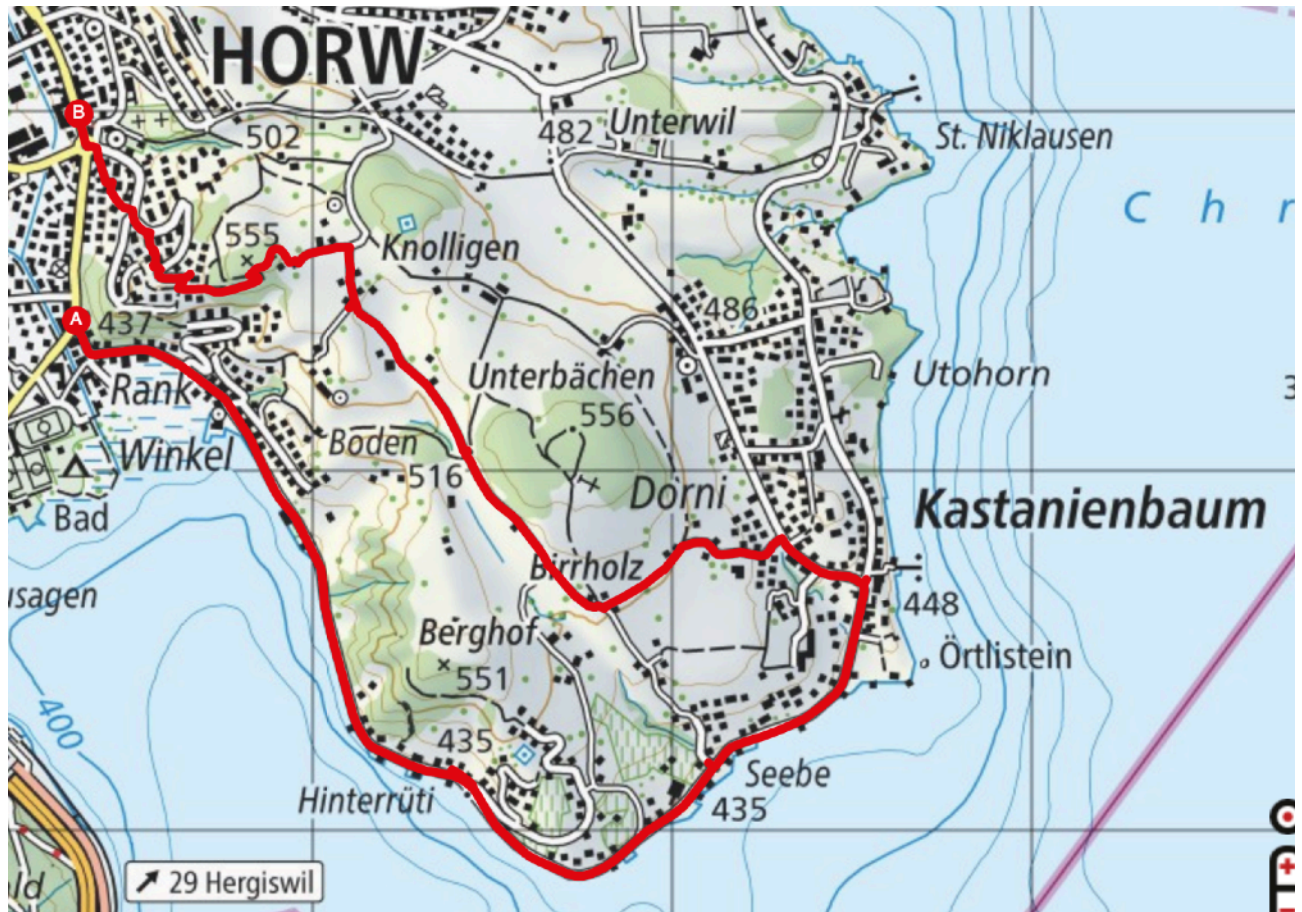 HORW
B
502
482
Unterwil
St. Niklausen
C h r
555
Knolligen
A
437
486
Rank
Unterbächen
Utohorn
3
556
Winkel
Boden
516
Dorni
Kastanienbaum
Bad
Birrholz
usagen
448
Berghof
551
Örtlistein
400
435
Seebe
Hinterrüti
435
ld
29 Hergiswil